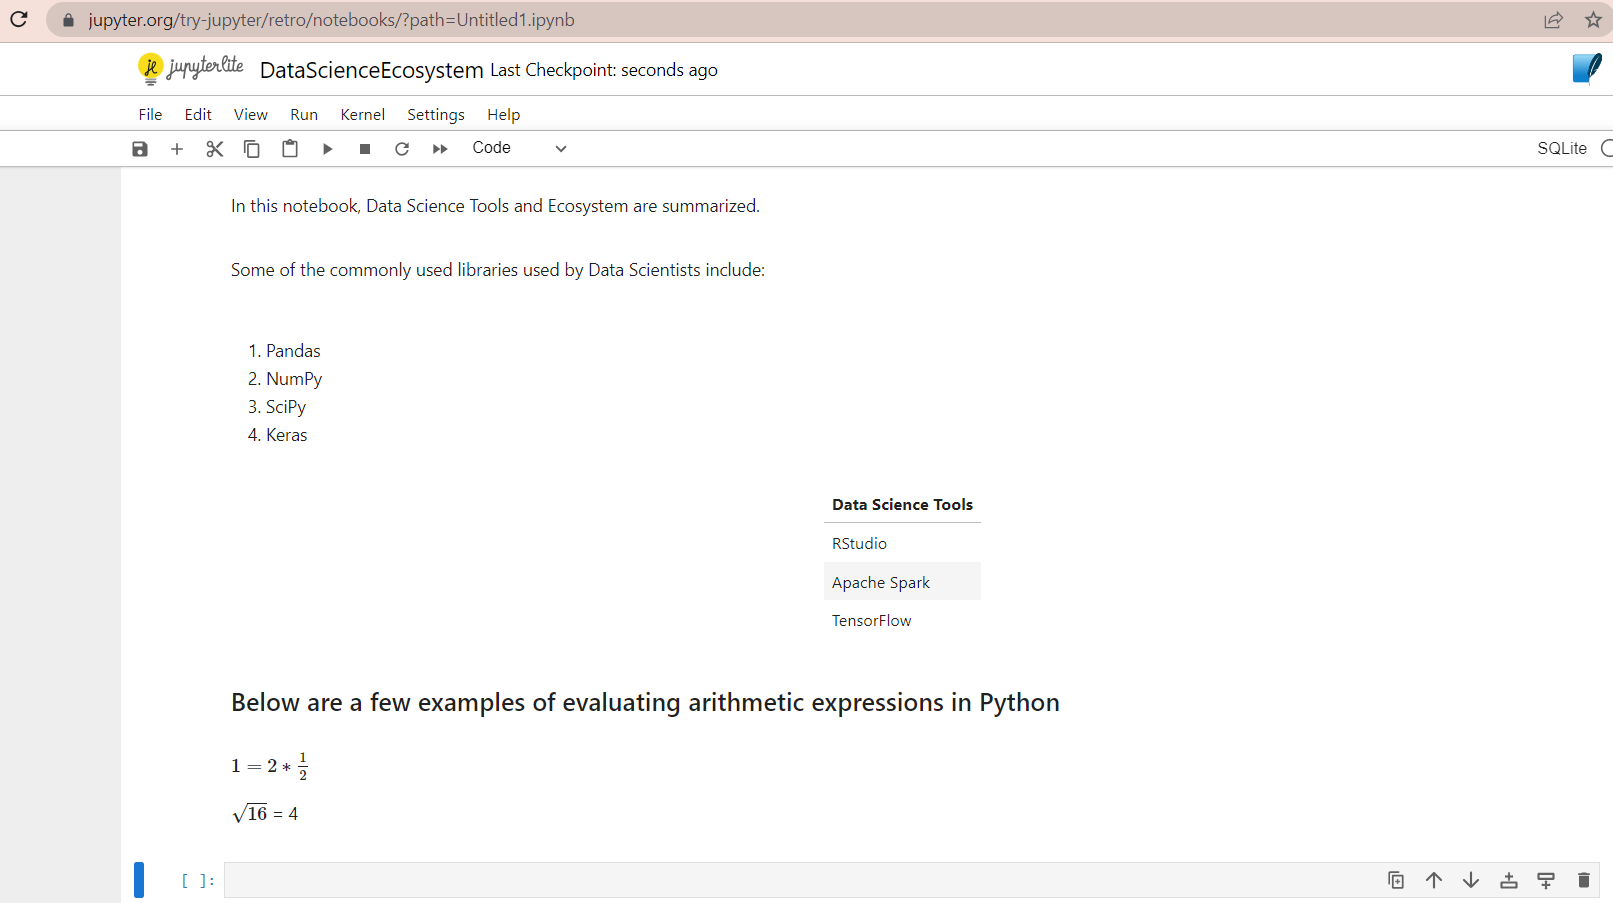 jupyter.org/try-jupyter/retro/notebooks/?path=Untitled1.ipynb
jupyterlite DataScienceEcosystem Last Checkpoint: seconds ago
File Edit View Run Kernel Settings Help
Code SQLite
In this notebook, Data Science Tools and Ecosystem are summarized.
Some of the commonly used libraries used by Data Scientists include:
1. Pandas
2. NumPy
3. SciPy
4. Keras
Data Science Tools
RStudio
Apache Spark
TensorFlow
Below are a few examples of evaluating arithmetic expressions in Python
1 = 2 * 1/2
√16 = 4
[ ]: